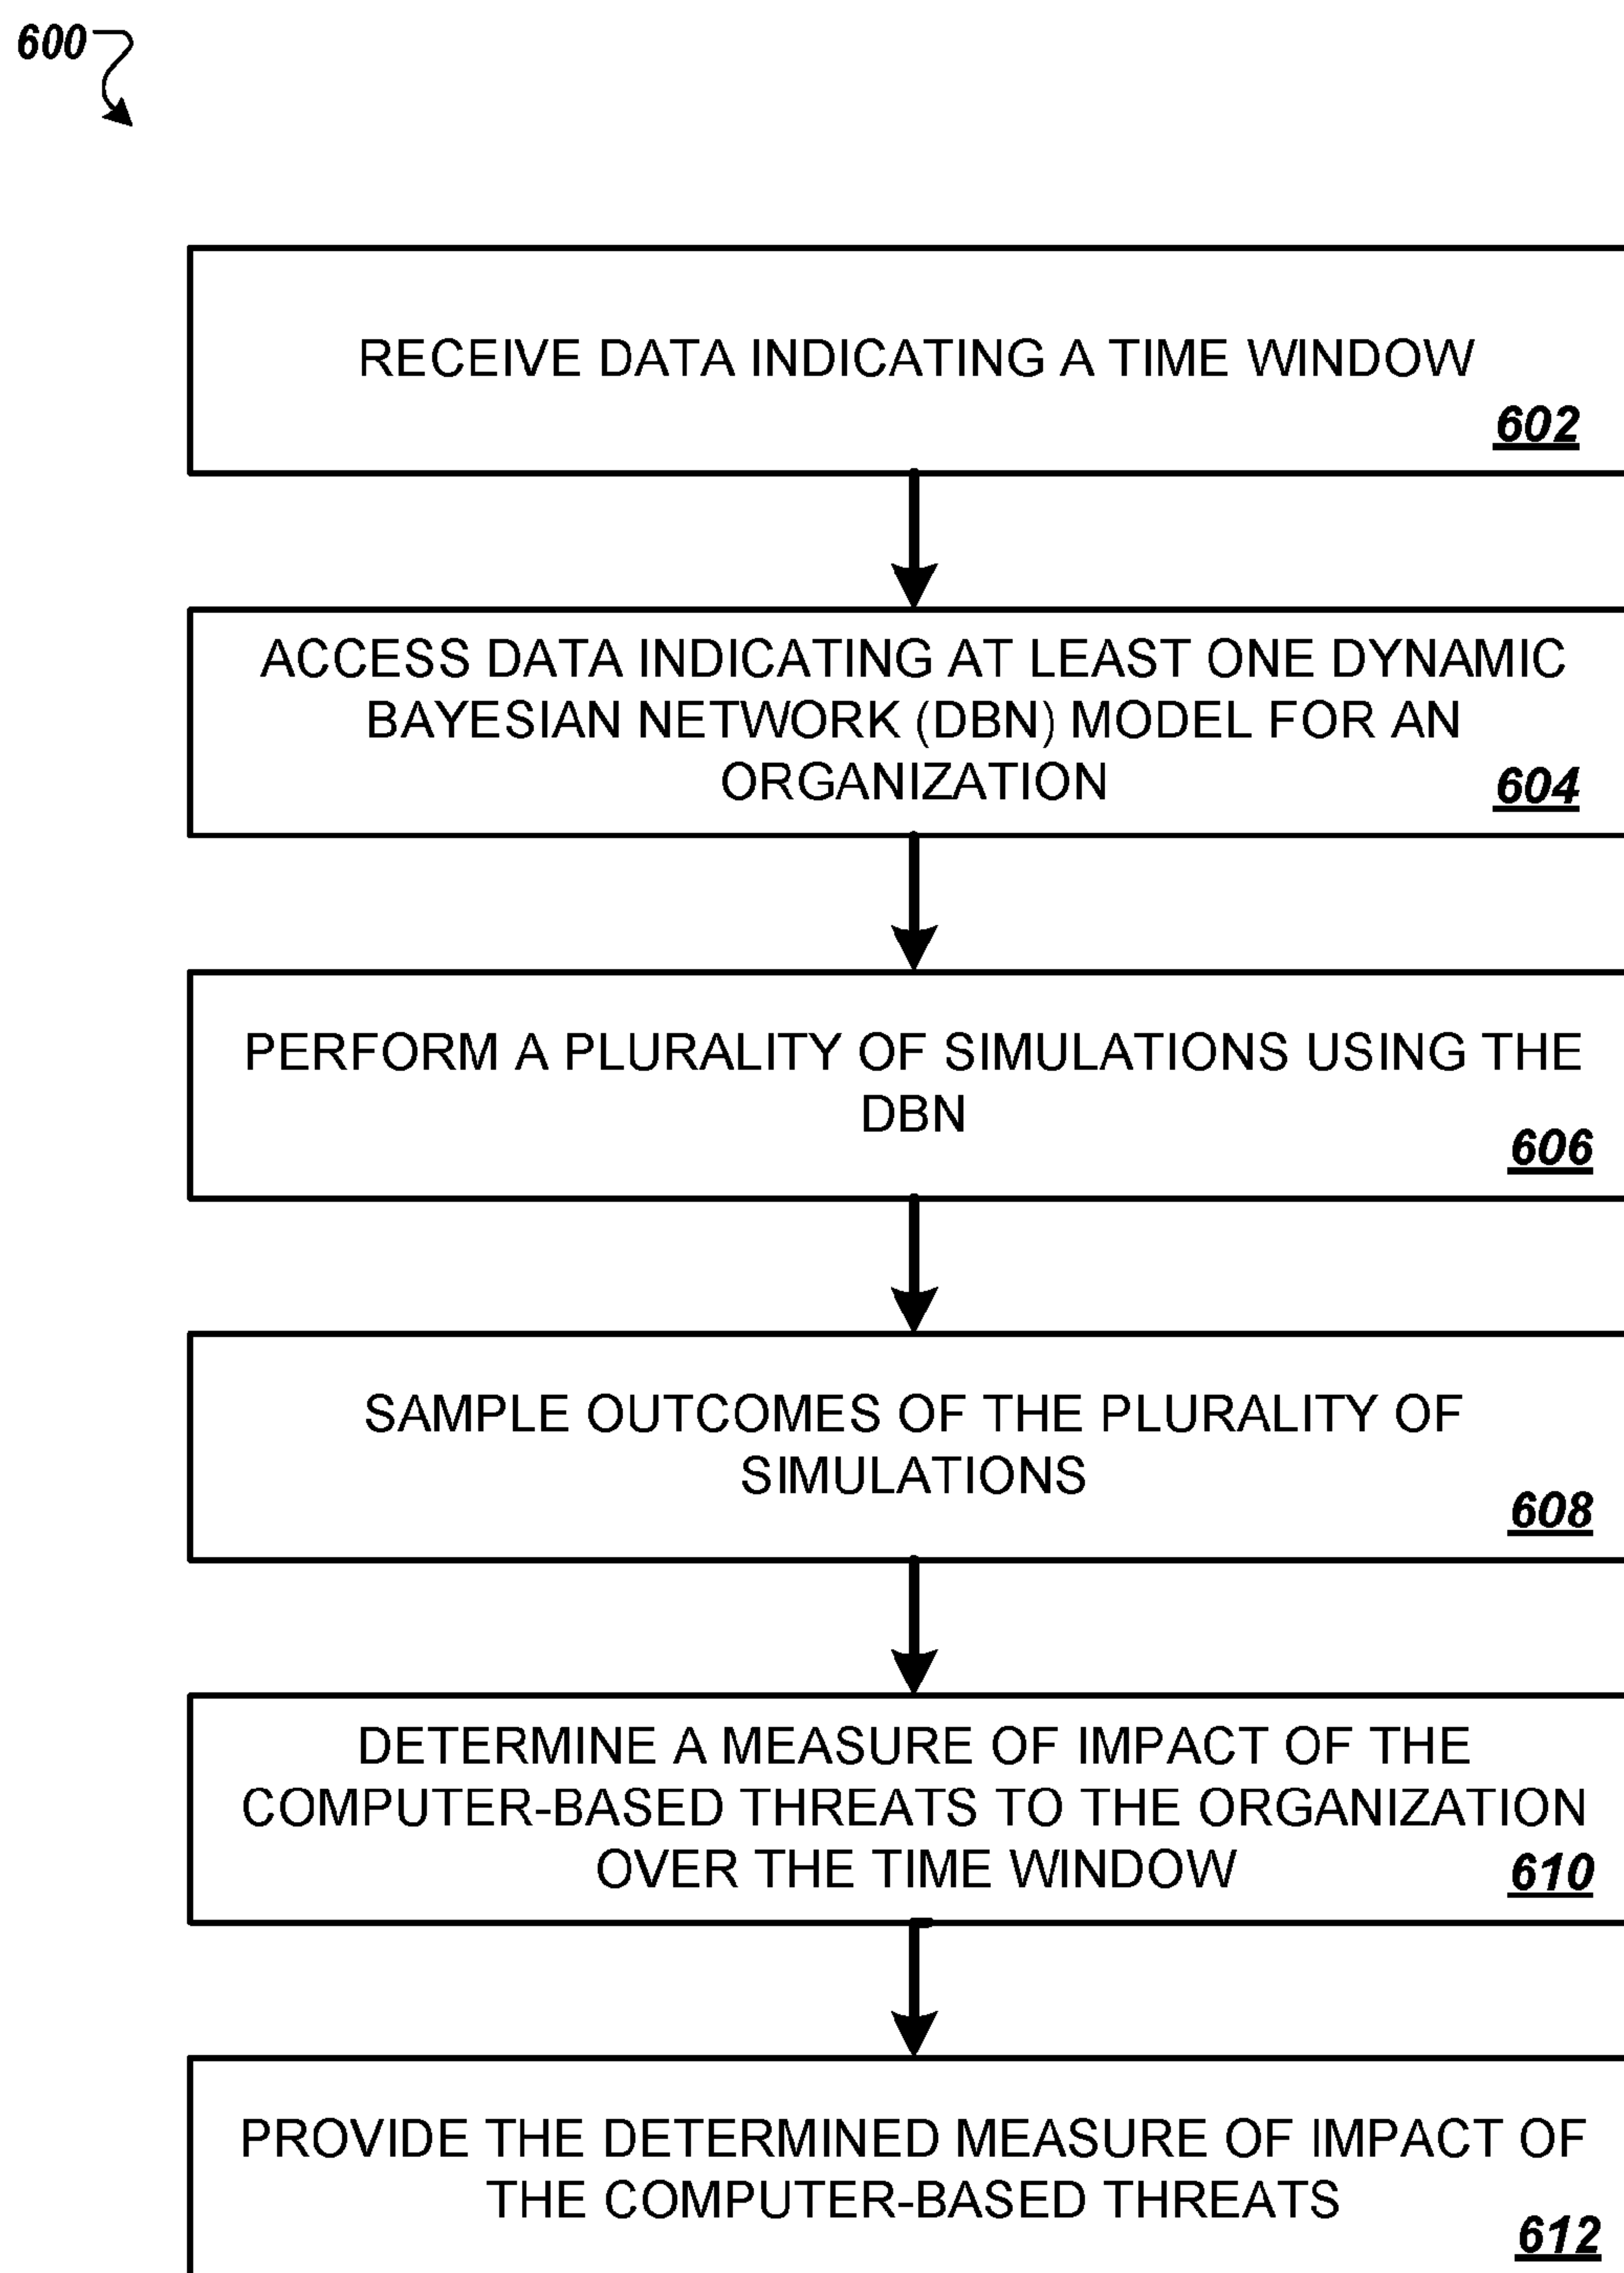 600
RECEIVE DATA INDICATING A TIME WINDOW
602
ACCESS DATA INDICATING AT LEAST ONE DYNAMIC
BAYESIAN NETWORK (DBN) MODEL FOR AN
ORGANIZATION
604
PERFORM A PLURALITY OF SIMULATIONS USING THE
DBN
606
SAMPLE OUTCOMES OF THE PLURALITY OF
SIMULATIONS
608
DETERMINE A MEASURE OF IMPACT OF THE
COMPUTER-BASED THREATS TO THE ORGANIZATION
OVER THE TIME WINDOW
610
PROVIDE THE DETERMINED MEASURE OF IMPACT OF
THE COMPUTER-BASED THREATS
612